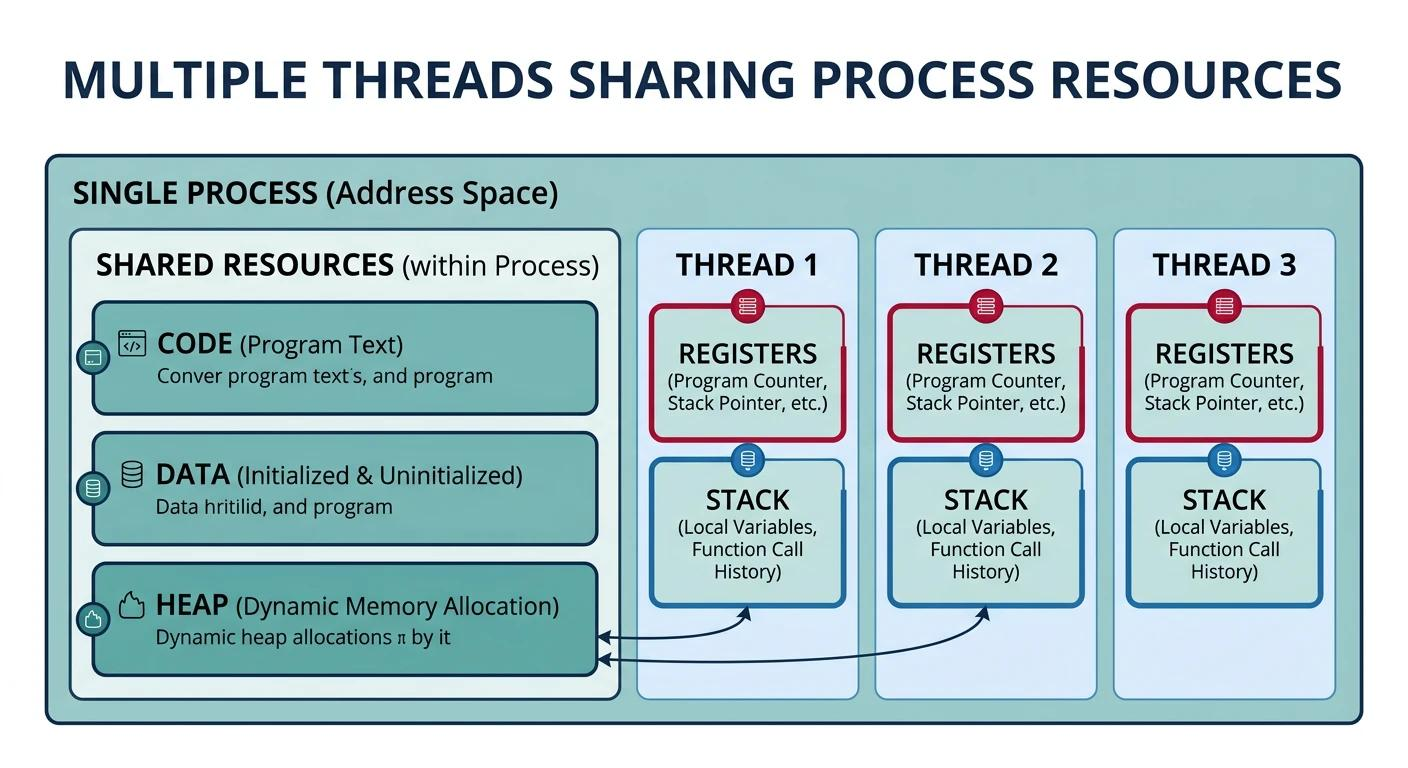 MULTIPLE THREADS SHARING PROCESS RESOURCES
SINGLE PROCESS (Address Space)
SHARED RESOURCES (within Process)
CODE (Program Text)
Conver program text's, and program
DATA (Initialized & Uninitialized)
Data hritilid, and program
HEAP (Dynamic Memory Allocation)
Dynamic heap allocations π by it
THREAD 1
REGISTERS
(Program Counter,
Stack Pointer, etc.)
STACK
(Local Variables,
Function Call
History)
THREAD 2
REGISTERS
(Program Counter,
Stack Pointer, etc.)
STACK
(Local Variables,
Function Call
History)
THREAD 3
REGISTERS
(Program Counter,
Stack Pointer, etc.)
STACK
(Local Variables,
Function Call
History)